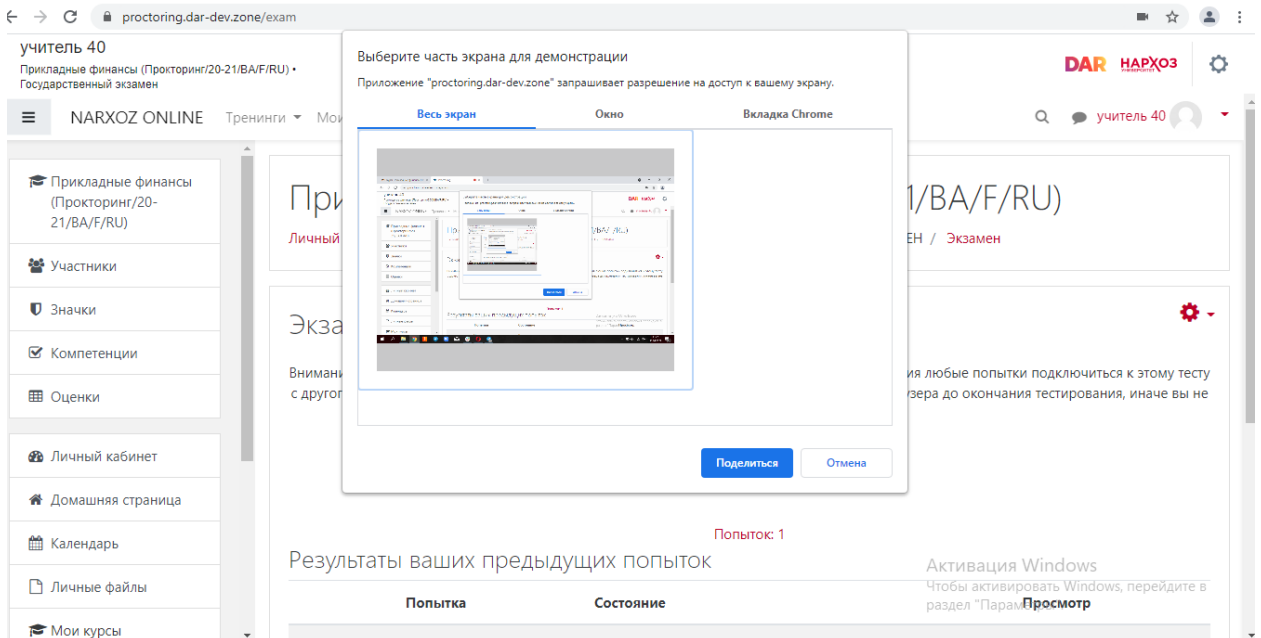 proctoring.dar-dev.zone/exam
учитель 40
Прикладные финансы (Прокторинг/20-21/BA/F/RU) •
Государственный экзамен
DAR НАРХОЗ
NARXOZ ONLINE Тренинги
учитель 40
Выберите часть экрана для демонстрации
Приложение "proctoring.dar-dev.zone" запрашивает разрешение на доступ к вашему экрану.
Весь экран Окно Вкладка Chrome
Поделиться Отмена
Прикладные финансы
(Прокторинг/20-
21/BA/F/RU)
Участники
Значки
Компетенции
Оценки
Личный кабинет
Домашняя страница
Календарь
Личные файлы
Мои курсы
1/BA/F/RU)
Личный
ЕН / Экзамен
Экза
ия любые попытки подключиться к этому тесту
с друго
узера до окончания тестирования, иначе вы не
Попыток: 1
Результаты ваших предыдущих попыток
Попытка Состояние Просмотр
Активация Windows
Чтобы активировать Windows, перейдите в
раздел